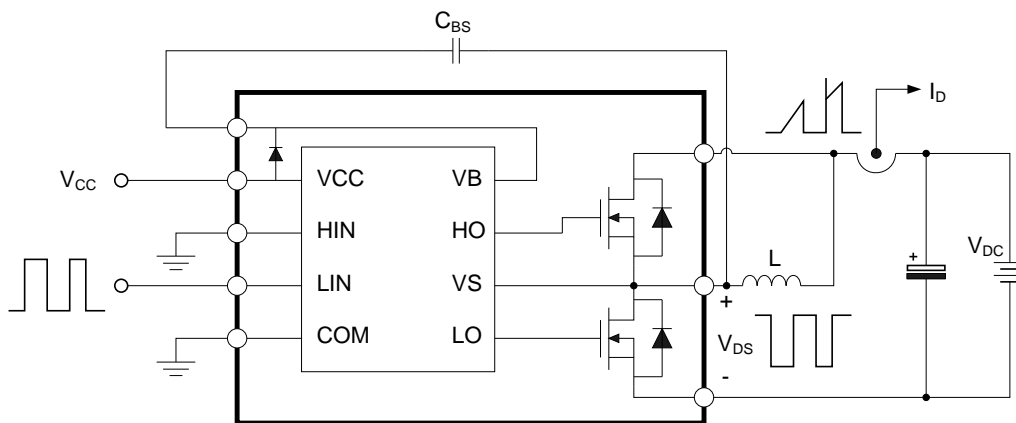 C_BS
I_D
V_CC
VCC VB
HIN HO
LIN VS
COM LO
L
V_DC
+
+
V_DS
-